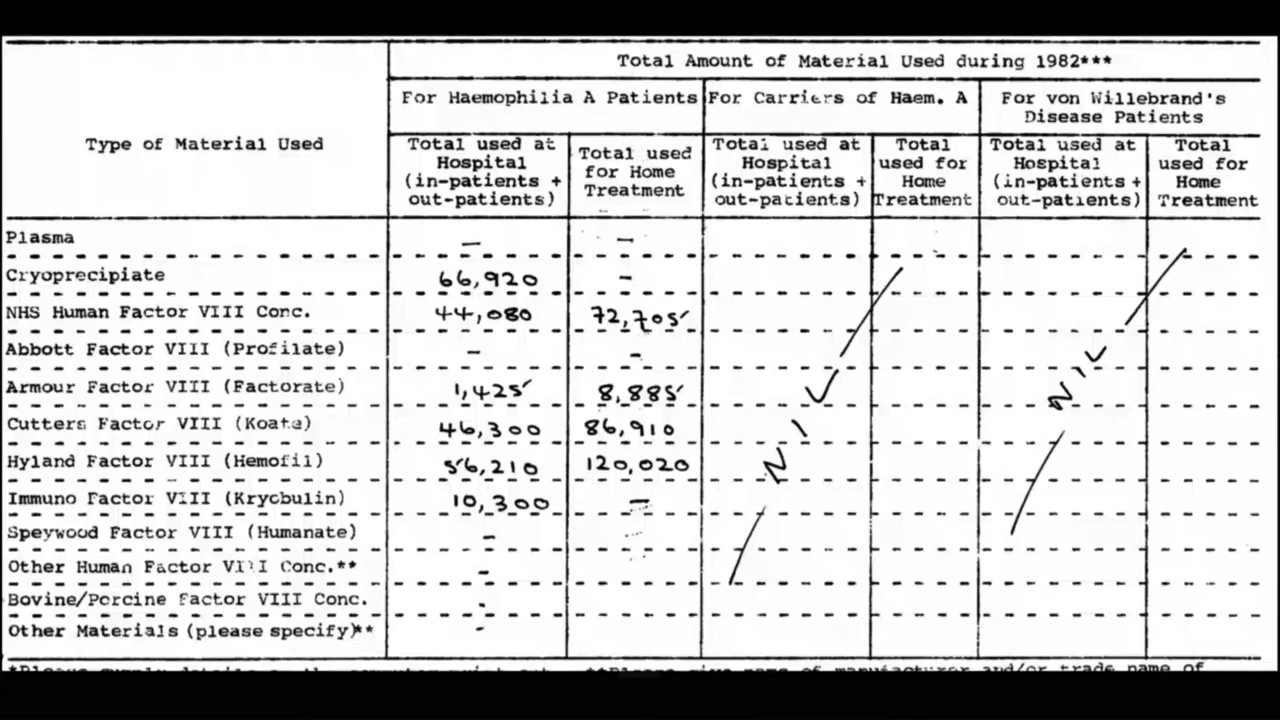 Total Amount of Material Used during 1982***
For Haemophilia A Patients For Carriers of Haem. A For von Willebrand's Disease Patients
Type of Material Used
Total used at Hospital (in-patients + out-patients) Total used for Home Treatment Total used at Hospital (in-patients + out-patients) Total used for Home Treatment Total used at Hospital (in-patients + out-patients) Total used for Home Treatment
Plasma — —
Cryoprecipiate 66,920 -
NHS Human Factor VIII Conc. 44,080 72,705
Abbott Factor VIII (Profilate) - -
Armour Factor VIII (Factorate) 1,425 8,885
Cutters Factor VIII (Koate) 46,300 86,910
Hyland Factor VIII (Hemofil) 56,210 120,020
Immuno Factor VIII (Kryobulin) 10,300 —
Speywood Factor VIII (Humanate) -
Other Human Factor VIII Conc.** -
Bovine/Porcine Factor VIII Conc. -
Other Materials (please specify)** -
NIL
NIL